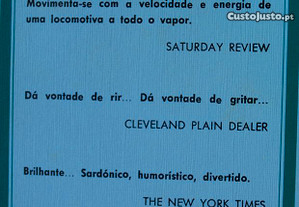 Movimenta-se com a velocidade e energia de
CustoJusto.pt
uma locomotiva a todo o vapor.
SATURDAY REVIEW
Dá vontade de rir... Dá vontade de gritar...
CLEVELAND PLAIN DEALER
Brilhante... Sardónico, humorístico, divertido.
THE NEW YORK TIMES